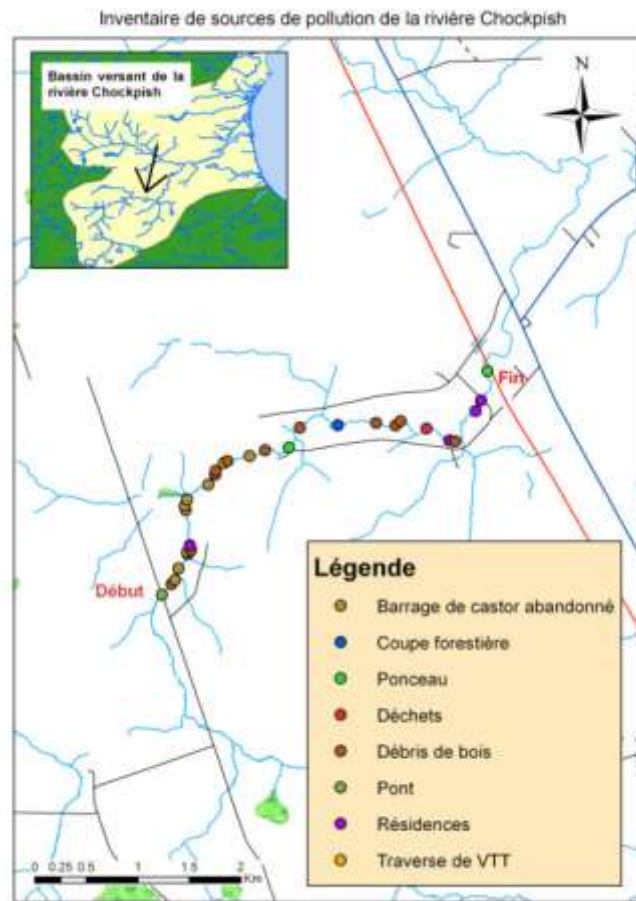 Inventaire de sources de pollution de la rivière Chockpish
Bassin versant de la
rivière Chockpish
N
Fin
Début
Légende
Barrage de castor abandonné
Coupe forestière
Ponceau
Déchets
Débris de bois
Pont
Résidences
Traverse de VTT
0 0.25 0.5 1 1.5 2
Km